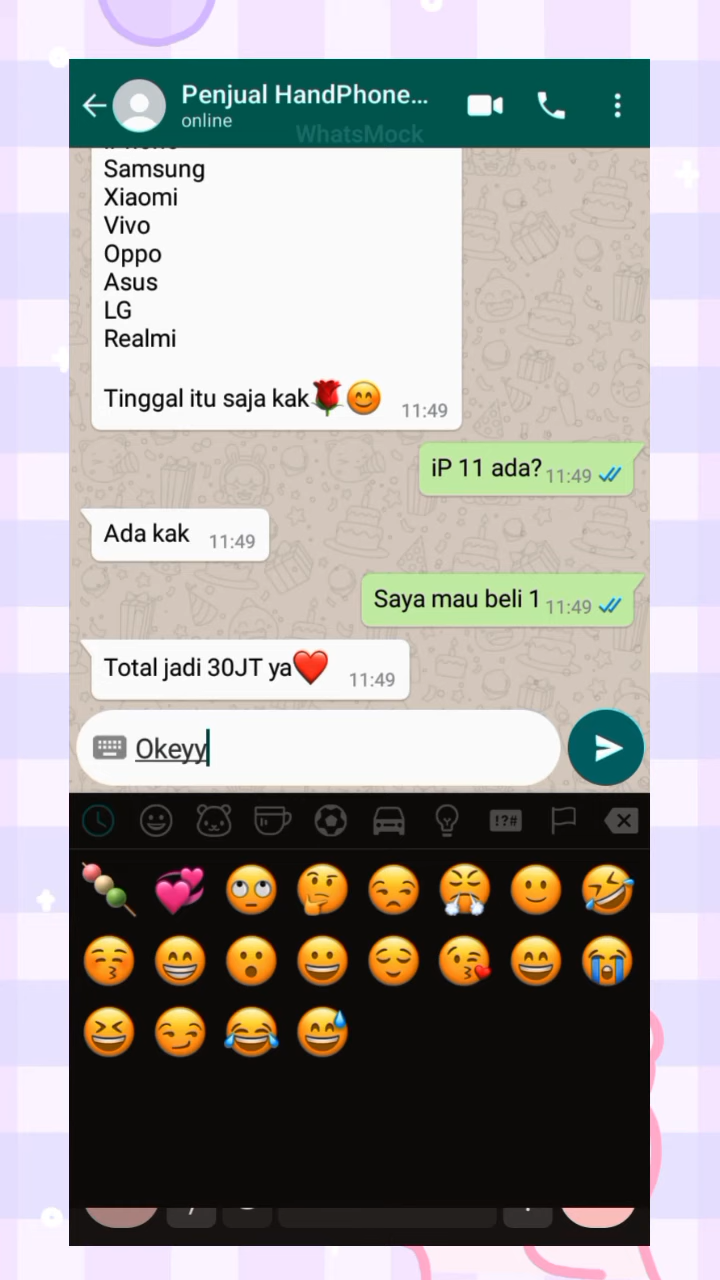 Penjual HandPhone...
online
WhatsMock
Samsung
Xiaomi
Vivo
Oppo
Asus
LG
Realmi
Tinggal itu saja kak🌹😊 11:49
iP 11 ada? 11:49
Ada kak 11:49
Saya mau beli 1 11:49
Total jadi 30JT ya❤️ 11:49
Okeyy
!?#